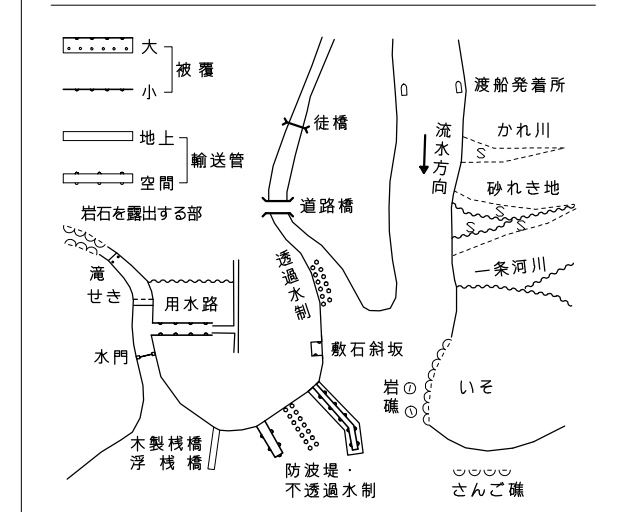 大
被覆
小
地上
輸送管
空間
岩石を露出する部
滝
せき
用水路
水門
木製桟橋
浮桟橋
徒橋
道路橋
透過水制
敷石斜坂
防波堤・
不透過水制
渡船発着所
流水方向
かれ川
砂れき地
一条河川
岩礁
いそ
さんご礁
S
S
S
S